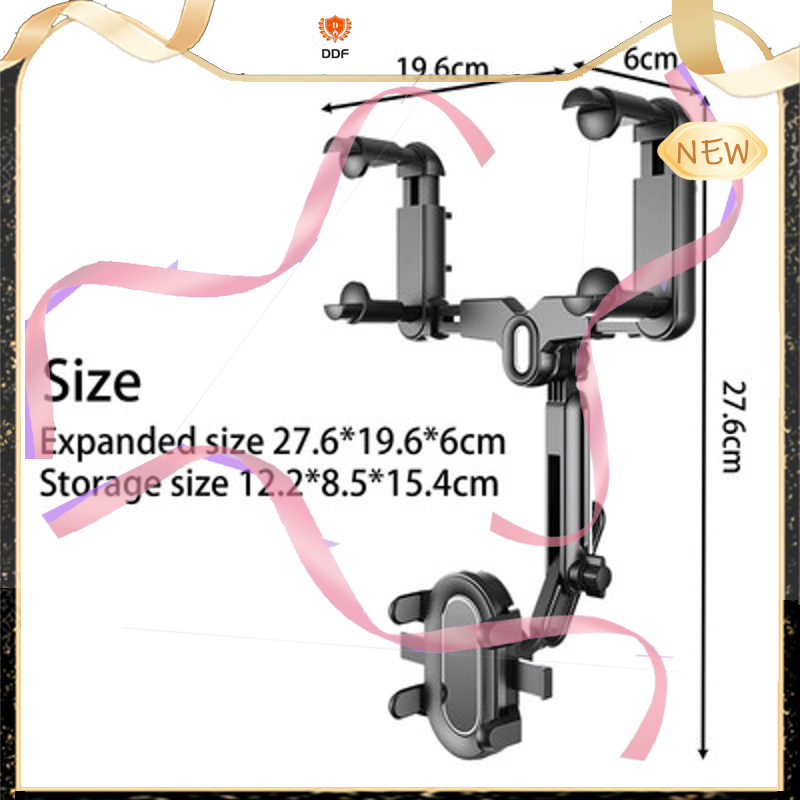 DDF
19.6cm
6cm
NEW
27.6cm
Size
Expanded size 27.6*19.6*6cm
Storage size 12.2*8.5*15.4cm